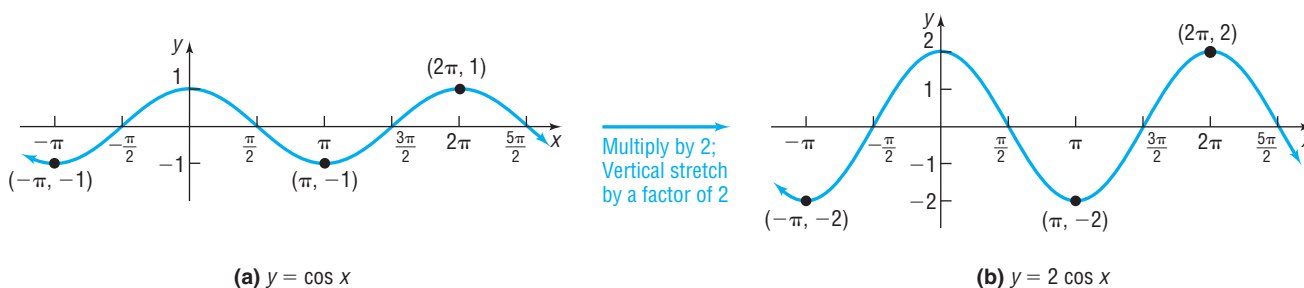 y
1
(2π, 1)
−π
−π/2
π/2
π
3π/2
2π
5π/2
x
−1
(−π, −1)
(π, −1)
(a) y = cos x
Multiply by 2;
Vertical stretch
by a factor of 2
y
2
(2π, 2)
1
−π
−π/2
π/2
π
3π/2
2π
5π/2
x
−1
−2
(−π, −2)
(π, −2)
(b) y = 2 cos x